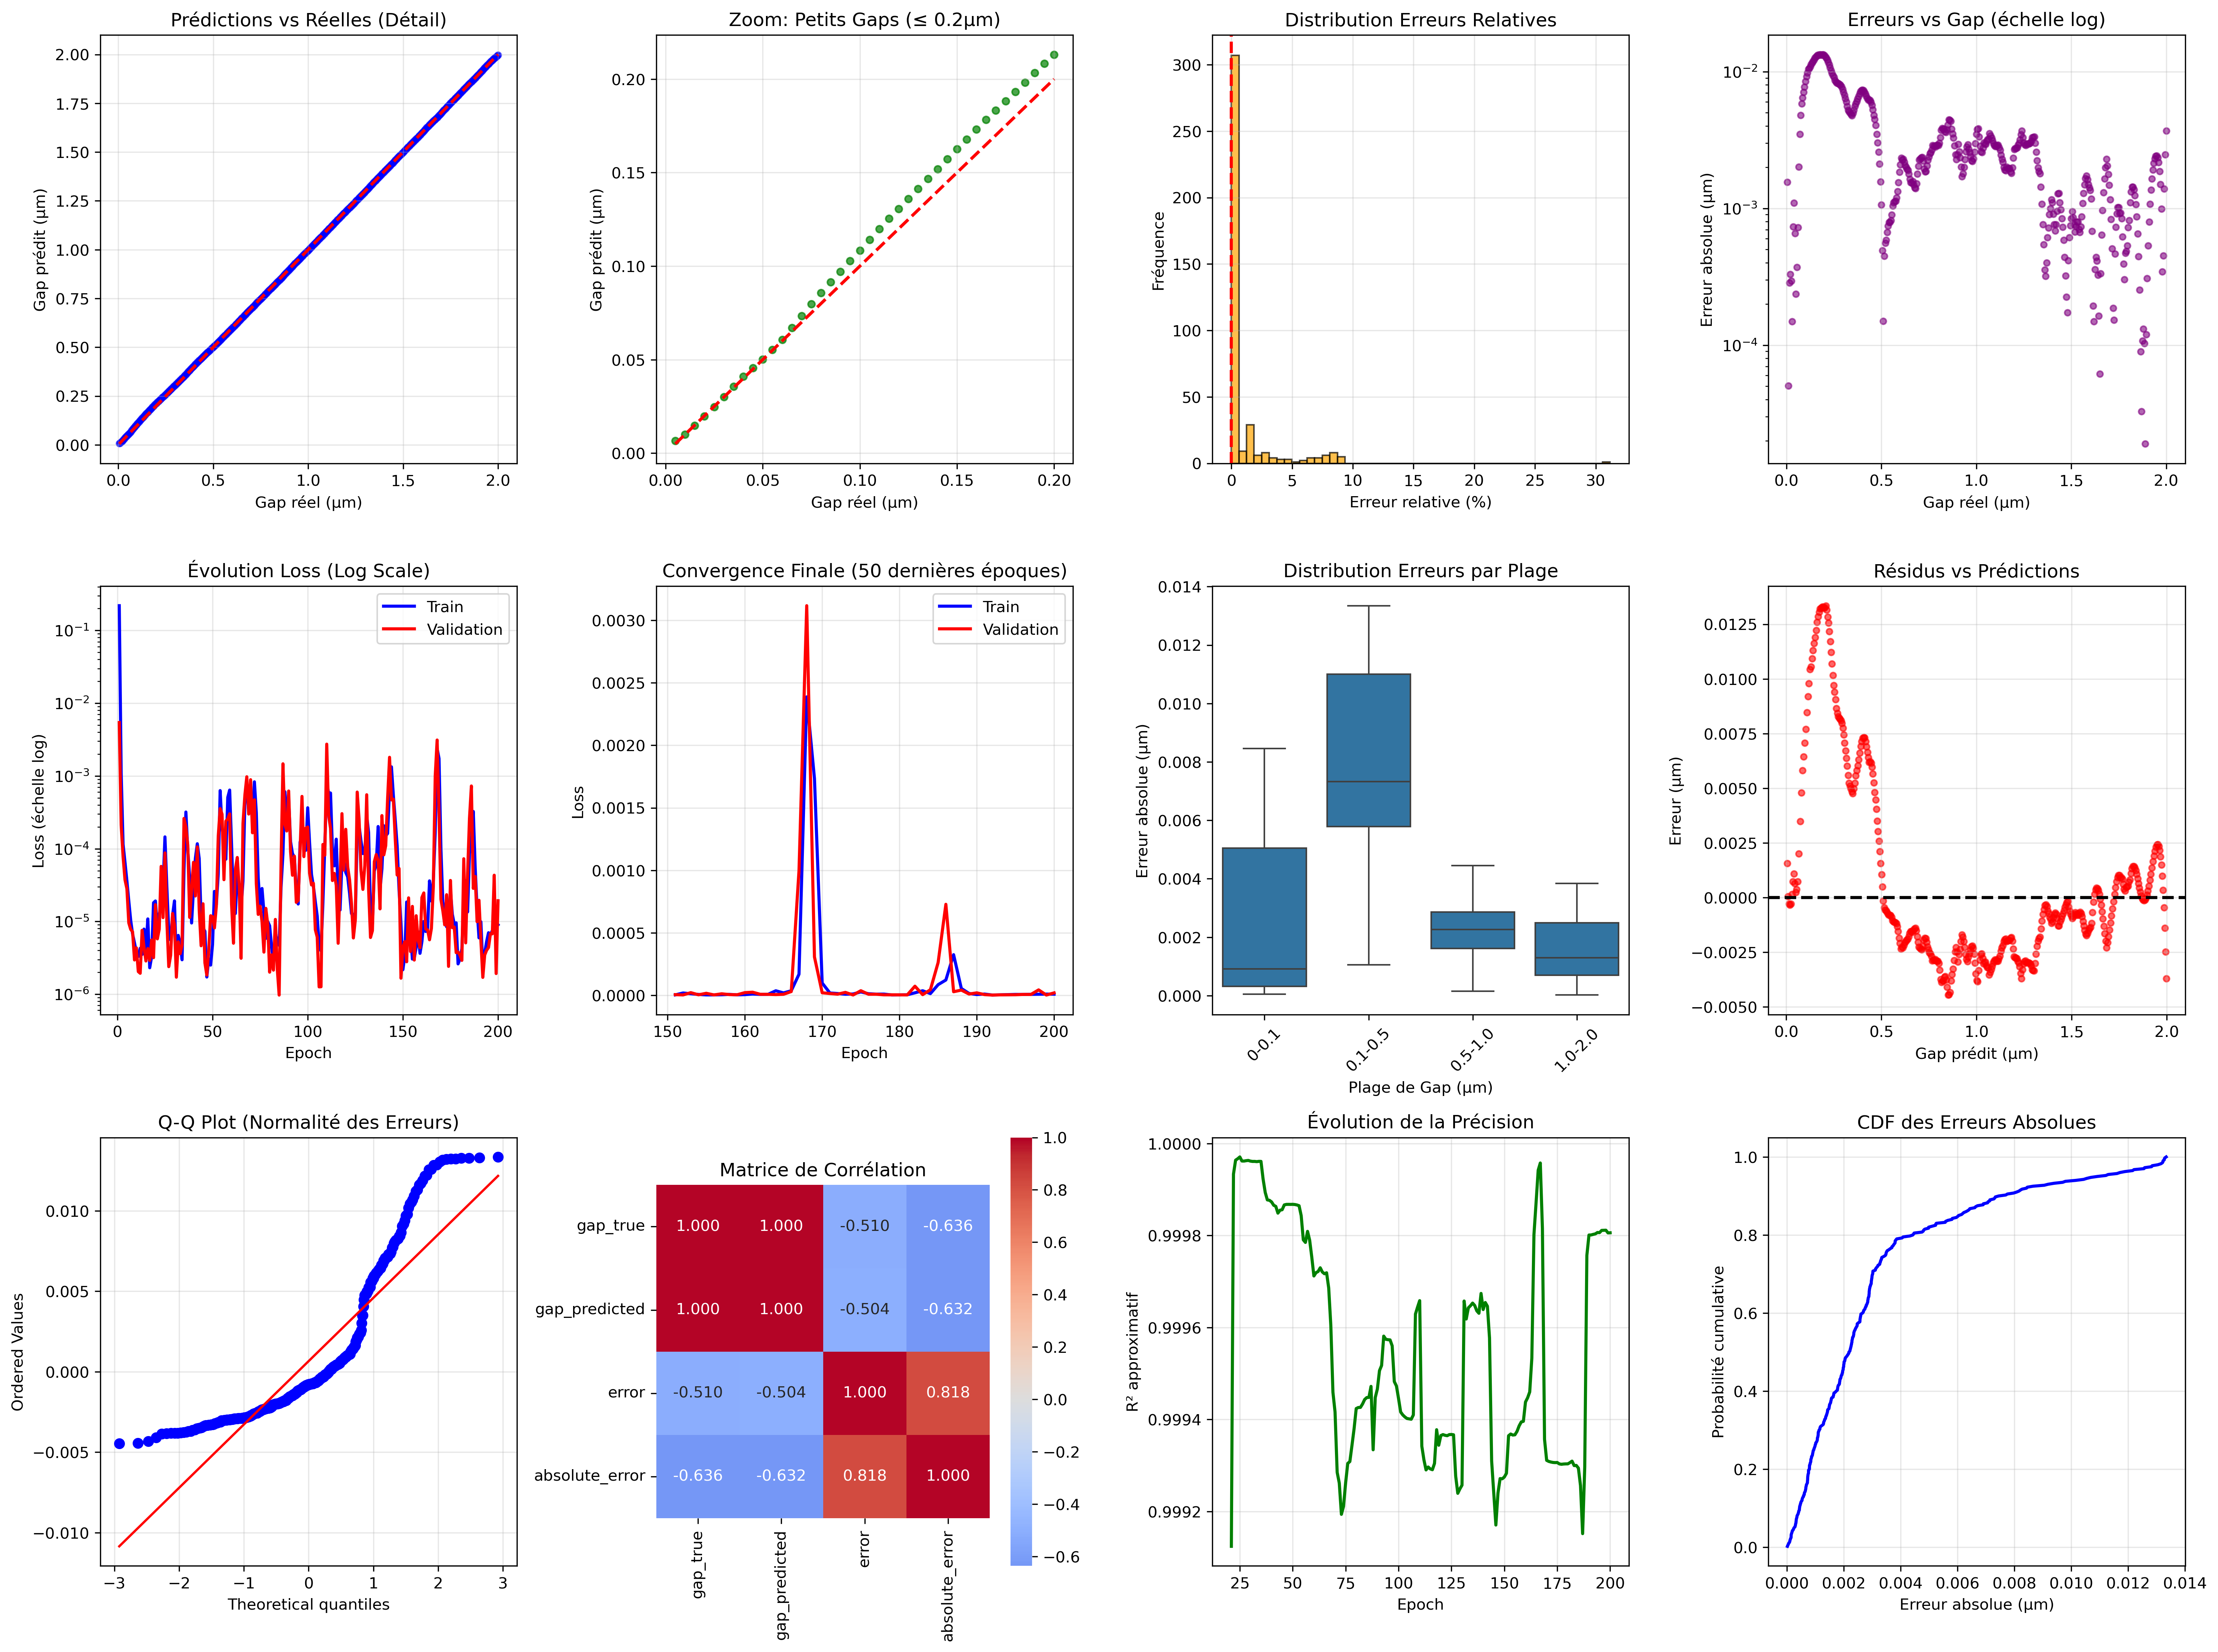 Prédictions vs Réelles (Détail)
2.00
1.75
1.50
1.25
1.00
0.75
0.50
0.25
0.00
Gap prédit (µm)
0.0 0.5 1.0 1.5 2.0
Gap réel (µm)
Zoom: Petits Gaps (≤ 0.2µm)
0.20
0.15
0.10
0.05
0.00
Gap prédit (µm)
0.00 0.05 0.10 0.15 0.20
Gap réel (µm)
Distribution Erreurs Relatives
300
250
200
150
100
50
0
Fréquence
0 5 10 15 20 25 30
Erreur relative (%)
Erreurs vs Gap (échelle log)
10⁻²
10⁻³
10⁻⁴
Erreur absolue (µm)
0.0 0.5 1.0 1.5 2.0
Gap réel (µm)
Évolution Loss (Log Scale)
Train
Validation
10⁻¹
10⁻²
10⁻³
10⁻⁴
10⁻⁵
10⁻⁶
Loss (échelle log)
0 50 100 150 200
Epoch
Convergence Finale (50 dernières époques)
Train
Validation
0.0030
0.0025
0.0020
0.0015
0.0010
0.0005
0.0000
Loss
150 160 170 180 190 200
Epoch
Distribution Erreurs par Plage
0.014
0.012
0.010
0.008
0.006
0.004
0.002
0.000
Erreur absolue (µm)
0-0.1 0.1-0.5 0.5-1.0 1.0-2.0
Plage de Gap (µm)
Résidus vs Prédictions
0.0125
0.0100
0.0075
0.0050
0.0025
0.0000
−0.0025
−0.0050
Erreur (µm)
0.0 0.5 1.0 1.5 2.0
Gap prédit (µm)
Q-Q Plot (Normalité des Erreurs)
0.010
0.005
0.000
−0.005
−0.010
Ordered Values
−3 −2 −1 0 1 2 3
Theoretical quantiles
Matrice de Corrélation
gap_true 1.000 1.000 -0.510 -0.636
gap_predicted 1.000 1.000 -0.504 -0.632
error -0.510 -0.504 1.000 0.818
absolute_error -0.636 -0.632 0.818 1.000
gap_true gap_predicted error absolute_error
1.0
0.8
0.6
0.4
0.2
0.0
−0.2
−0.4
−0.6
Évolution de la Précision
1.0000
0.9998
0.9996
0.9994
0.9992
R² approximatif
25 50 75 100 125 150 175 200
Epoch
CDF des Erreurs Absolues
1.0
0.8
0.6
0.4
0.2
0.0
Probabilité cumulative
0.000 0.002 0.004 0.006 0.008 0.010 0.012 0.014
Erreur absolue (µm)